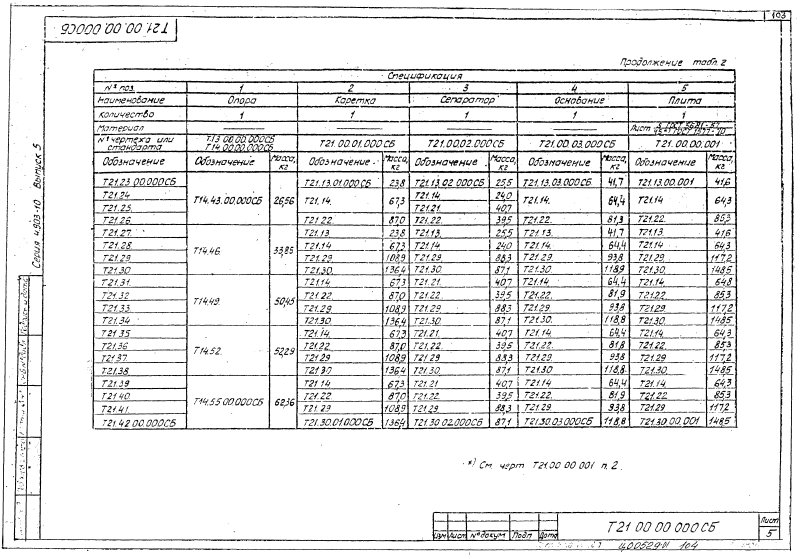 103
Т21.00.00.000СБ
Продолжение табл. 2
Серия 4.903-10 Выпуск 5
Спецификация
№ поз. 1 2 3 4 5
Наименование Опора Каретка Сепаратор Основание Плита
Количество 1 1 1 1 1
Материал — — — — Лист
№ чертежа или стандарта Т13.00.00.000СБ Т14.00.00.000СБ Т21.00.01.000СБ Т21.00.02.000СБ Т21.00.03.000СБ Т21.00.00.001
Обозначение Обозначение Масса, кг Обозначение Масса, кг Обозначение Масса, кг Обозначение Масса, кг Обозначение Масса, кг
Т21.23.00.000СБ Т14.43.00.000СБ 26,56 Т21.13.01.000СБ 23,8 Т21.13.02.000СБ 25,5 Т21.13.03.000СБ 41,7 Т21.13.00.001 41,6
Т21.24 Т21.14. 67,3 Т21.14. 24,0 Т21.14. 64,4 Т21.14 64,3
Т21.25. Т21.21. 40,7
Т21.26. Т21.22. 87,0 Т21.22. 39,5 Т21.22. 81,3 Т21.22. 85,3
Т21.27. Т14.46. 33,85 Т21.13 23,8 Т21.13. 25,5 Т21.13. 41,7 Т21.13. 41,6
Т21.28. Т21.14 67,3 Т21.14 24,0 Т21.14 64,4 Т21.14 64,3
Т21.29. Т21.29. 108,9 Т21.29. 88,3 Т21.29. 93,8 Т21.29. 117,2
Т21.30 Т21.30. 136,4 Т21.30. 87,1 Т21.30. 118,9 Т21.30. 148,5
Т21.31. Т14.49. 50,45 Т21.14 67,3 Т21.21. 40,7 Т21.14 64,4 Т21.14 64,8
Т21.32 Т21.22. 87,0 Т21.22. 39,5 Т21.22. 81,9 Т21.22. 85,3
Т21.33. Т21.29 108,9 Т21.29. 88,3 Т21.29. 93,8 Т21.29. 117,2
Т21.34 Т21.30. 136,4 Т21.30. 87,1 Т21.30. 118,8 Т21.30. 148,5
Т21.35 Т14.52. 52,29 Т21.14. 67,3 Т21.21. 40,7 Т21.14 64,4 Т21.14 64,3
Т21.36 Т21.22 87,0 Т21.22. 39,5 Т21.22. 81,8 Т21.22 85,3
Т21.37. Т21.29 108,9 Т21.29 88,3 Т21.29. 93,8 Т21.29 117,2
Т21.38. Т21.30 136,4 Т21.30 87,1 Т21.30. 118,8. Т21.30. 148,5
Т21.39 Т14.55.00.000СБ 62,36 Т21.14 67,3 Т21.21 40,7 Т21.14 64,4 Т21.14 64,3
Т21.40. Т21.22 87,0 Т21.22. 39,5 Т21.22. 81,9 Т21.22. 85,3
Т21.41. Т21.29 108,9 Т21.29. 88,3 Т21.29. 93,8 Т21.29 117,2
Т21.42.00.000СБ Т21.30.01.000СБ 136,4 Т21.30.02.000СБ 87,1 Т21.30.03.000СБ 118,8 Т21.30.00.001 148,5
*) См. черт Т21.00.00.001 п. 2.
Изм Лист № докум Подп. Дата
Т21.00.00.000СБ
Лист
5
104